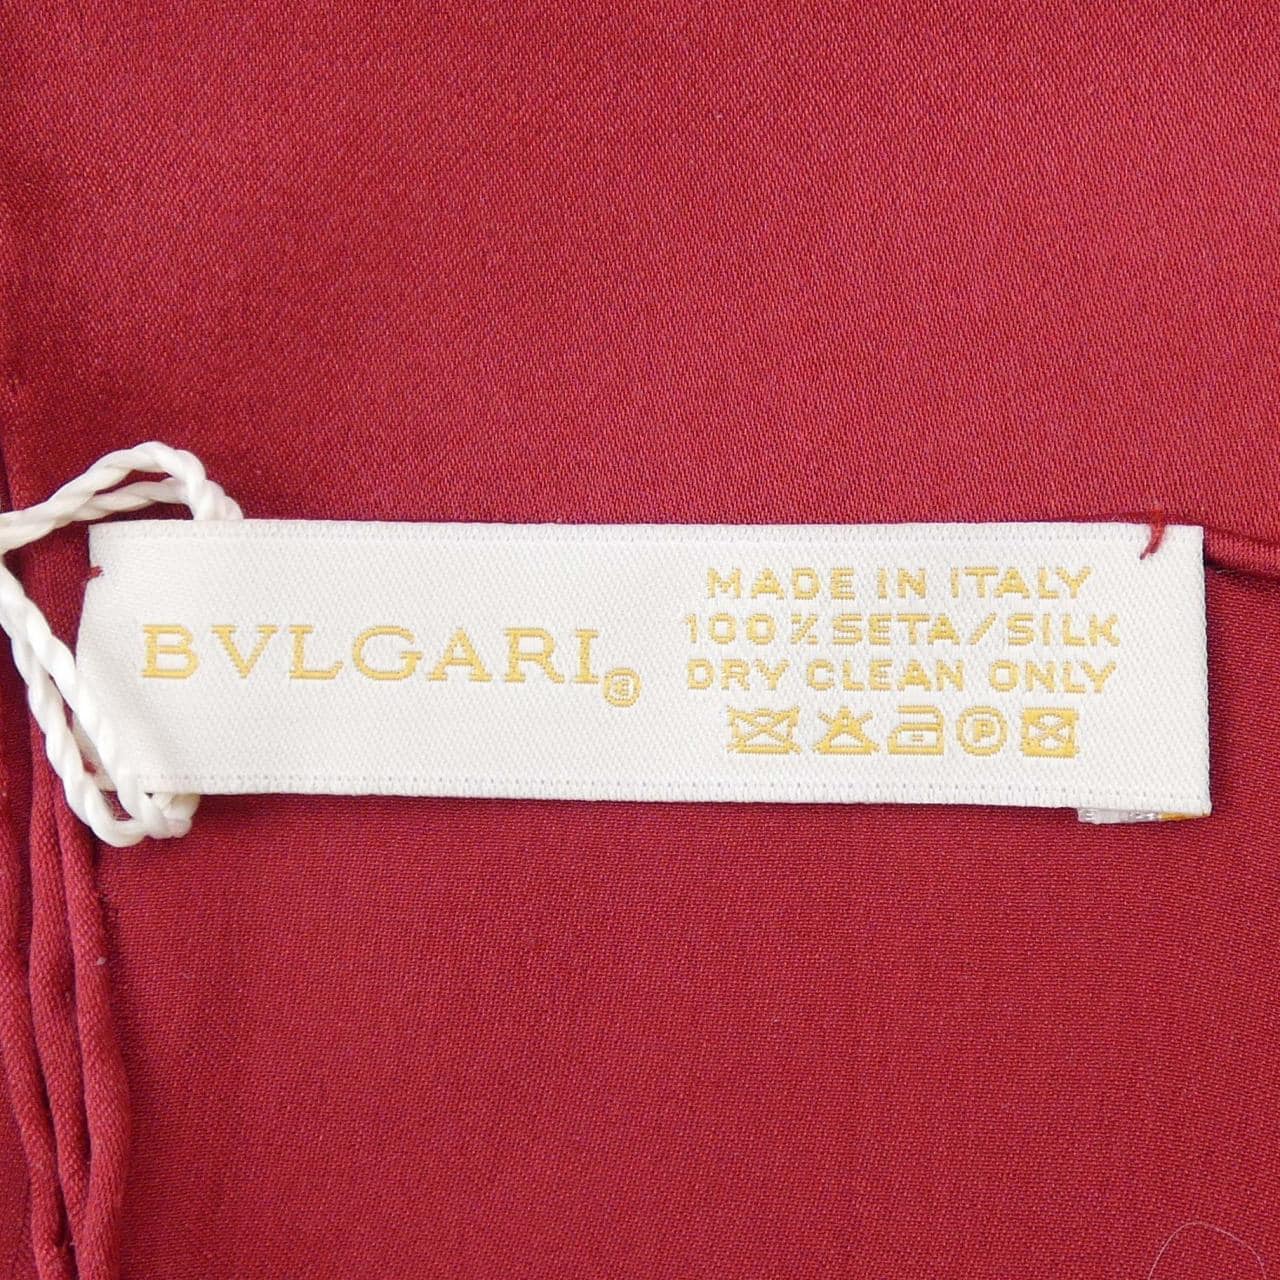 BVLGARI®
MADE IN ITALY
100% SETA/SILK
DRY CLEAN ONLY
P